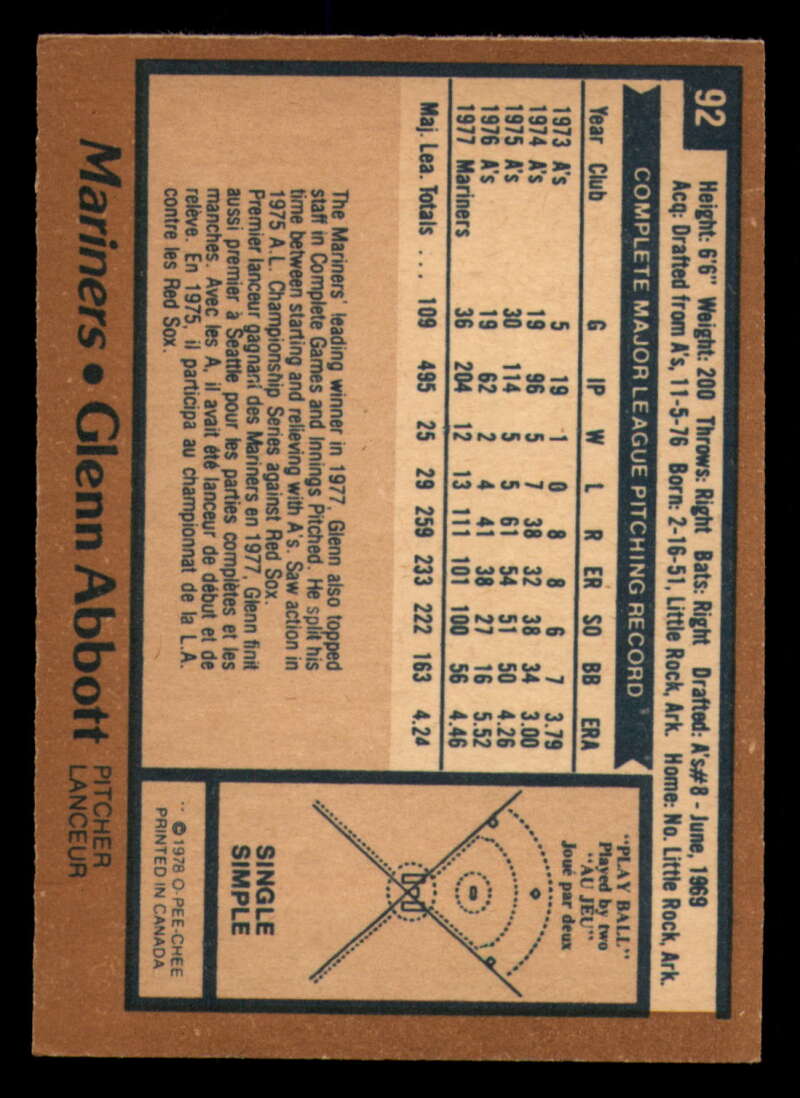 92
Height: 6'6" Weight: 200 Throws: Right Bats: Right Drafted: A's#8 - June, 1969
Acq: Drafted from A's, 11-5-76 Born: 2-16-51, Little Rock, Ark. Home: No. Little Rock, Ark.
COMPLETE MAJOR LEAGUE PITCHING RECORD
Year Club G IP W L R ER SO BB ERA
1973 A's 5 19 1 0 8 8 6 7 3.79
1974 A's 19 96 5 7 38 32 38 34 3.00
1975 A's 30 114 5 5 61 54 51 50 4.26
1976 A's 19 62 2 4 41 38 27 16 5.52
1977 Mariners 36 204 12 13 111 101 100 56 4.46
Maj. Lea. Totals ... 109 495 25 29 259 233 222 163 4.24
The Mariners' leading winner in 1977, Glenn also topped
staff in Complete Games and Innings Pitched. He split his
time between starting and relieving with A's. Saw action in
1975 A.L. Championship Series against Red Sox.
Premier lanceur gagnant des Mariners en 1977, Glenn finit
aussi premier à Seattle pour les parties complètes et les
manches. Avec les A, il avait été lanceur de début et de
relève. En 1975, il participa au championnat de la L.A.
contre les Red Sox.
"PLAY BALL"
Played by two
"AU JEU"
Joué par deux
SINGLE
SIMPLE
© 1978 O-PEE-CHEE
PRINTED IN CANADA
Mariners • Glenn Abbott PITCHER
LANCEUR